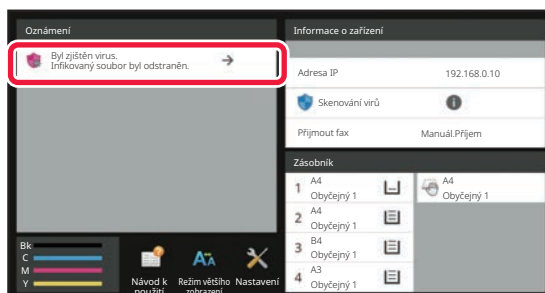 Oznámení
Byl zjištěn virus.
Infikovaný soubor byl odstraněn.
Informace o zařízení
Adresa IP
192.168.0.10
Skenování virů
Přijmout fax
Manuál.Příjem
Zásobník
1 A4
Obyčejný 1
2 A4
Obyčejný 1
3 B4
Obyčejný 1
4 A3
Obyčejný 1
A4
Obyčejný 1
Bk
C
M
Y
Návod k
použití
Režim většího
zobrazení
Nastavení